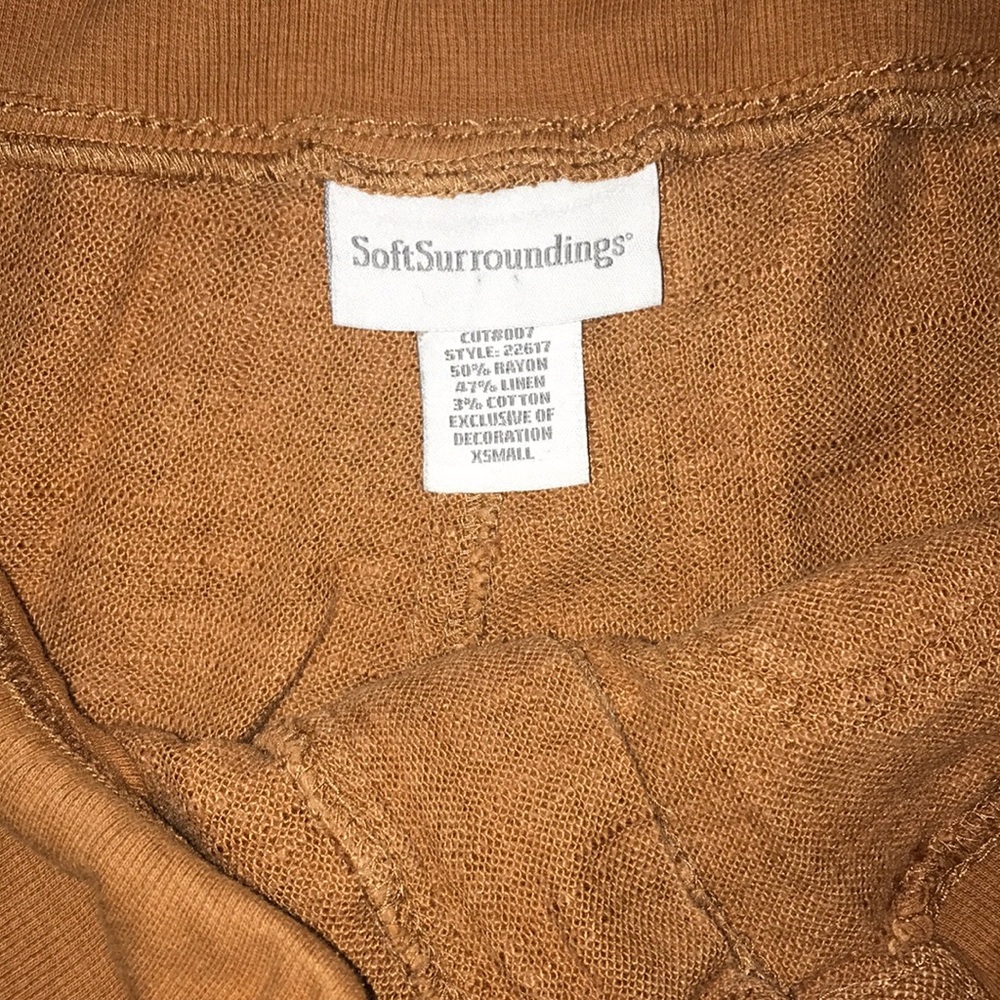 SoftSurroundings®
CUT#007
STYLE: 22617
50% RAYON
47% LINEN
3% COTTON
EXCLUSIVE OF
DECORATION
XSMALL